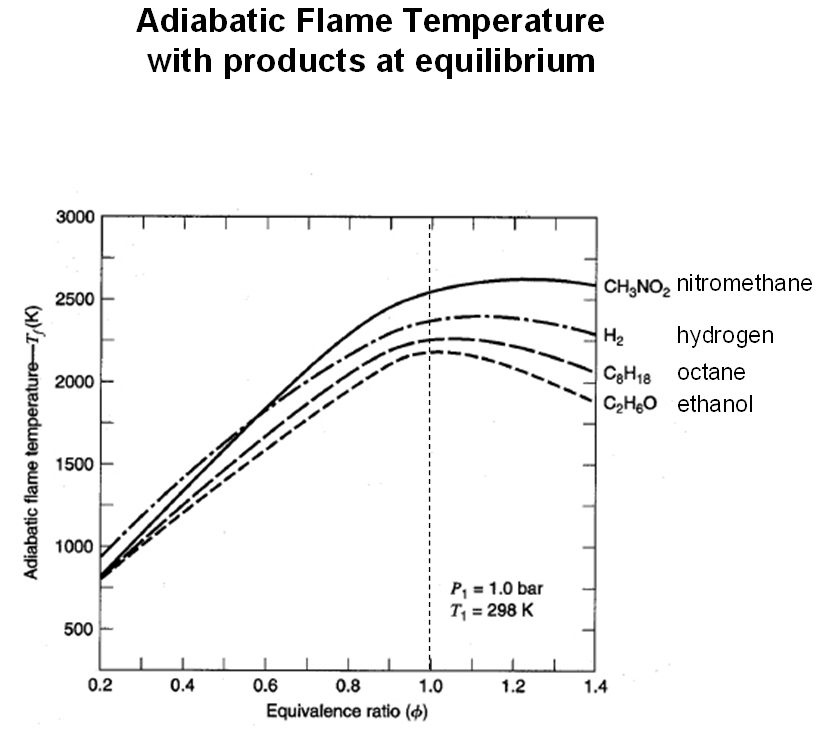 Adiabatic Flame Temperature
with products at equilibrium
3000
2500
2000
1500
1000
500
Adiabatic flame temperature—Tf(K)
CH3NO2 nitromethane
H2 hydrogen
C8H18 octane
C2H6O ethanol
P1 = 1.0 bar
T1 = 298 K
0.2 0.4 0.6 0.8 1.0 1.2 1.4
Equivalence ratio (ϕ)